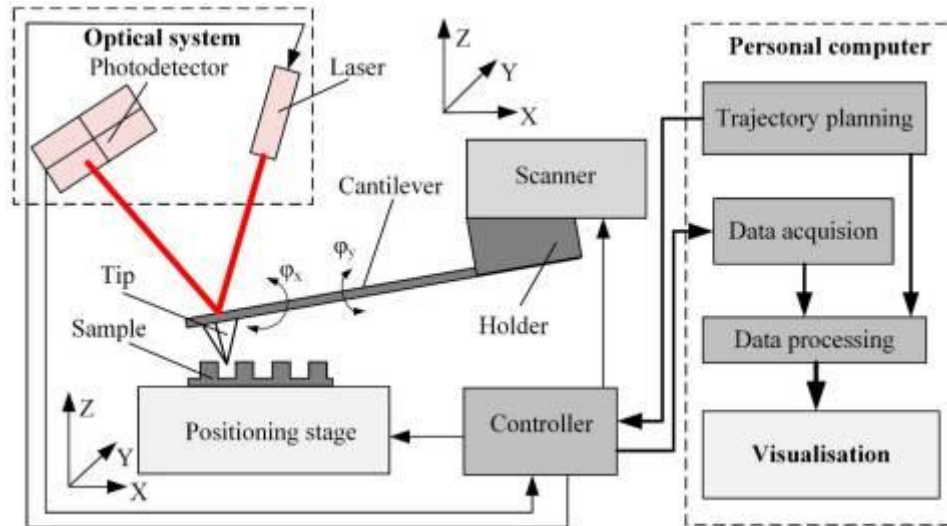 Optical system
Photodetector
Laser
Z
Y
X
Personal computer
Trajectory planning
Scanner
Cantilever
Data acquision
φx
φy
Tip
Holder
Sample
Data processing
Z
Y
X
Positioning stage
Controller
Visualisation